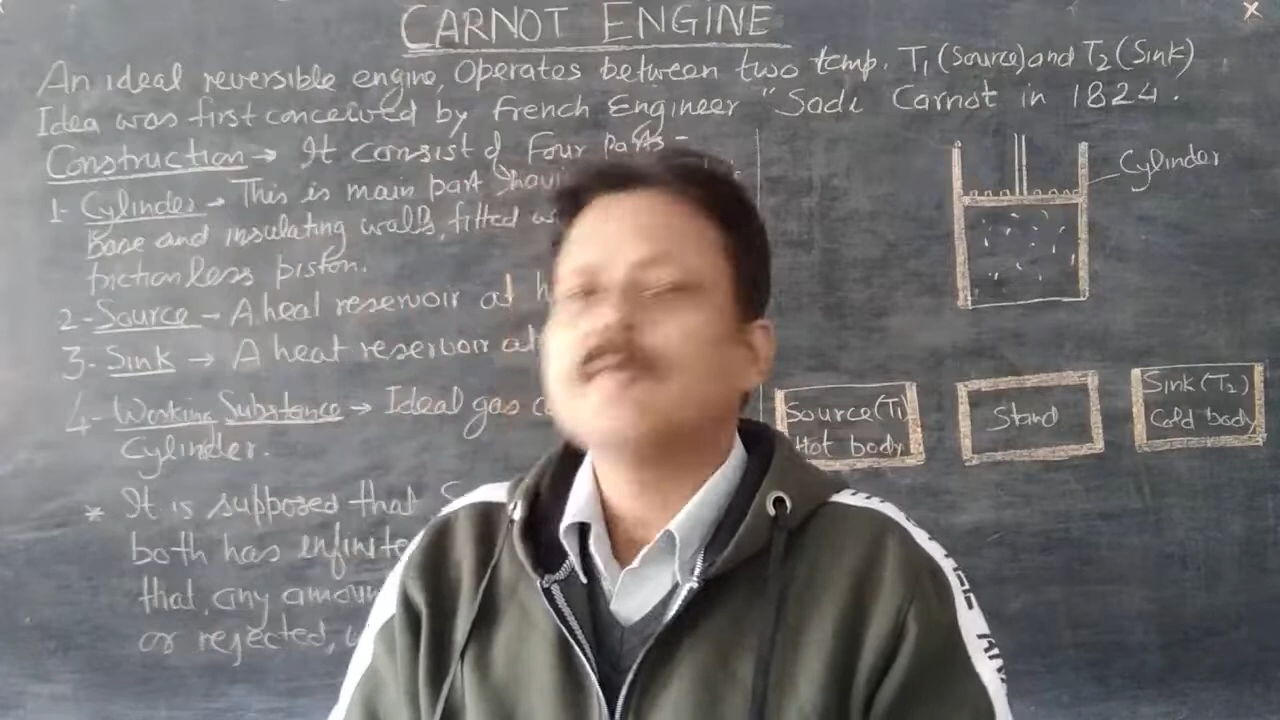 CARNOT ENGINE
An ideal reversible engine, Operates between two temp. T1 (Source) and T2 (Sink)
Idea was first conceived by French Engineer "Sadi Carnot in 1824.
Construction → It consist of Four parts -
1- Cylinder → This is main part
Base and insulating walls, fitted
frictionless piston.
2- Source - A heal reservoir at
3- Sink → A heat reservoir at
4- Working Substance → Ideal gas
Cylinder.
* It is supposed that
both has infinite
that, any
or rejected,
Cylinder
Source (T1)
Hot body
Stand
Sink (T2)
Cold body